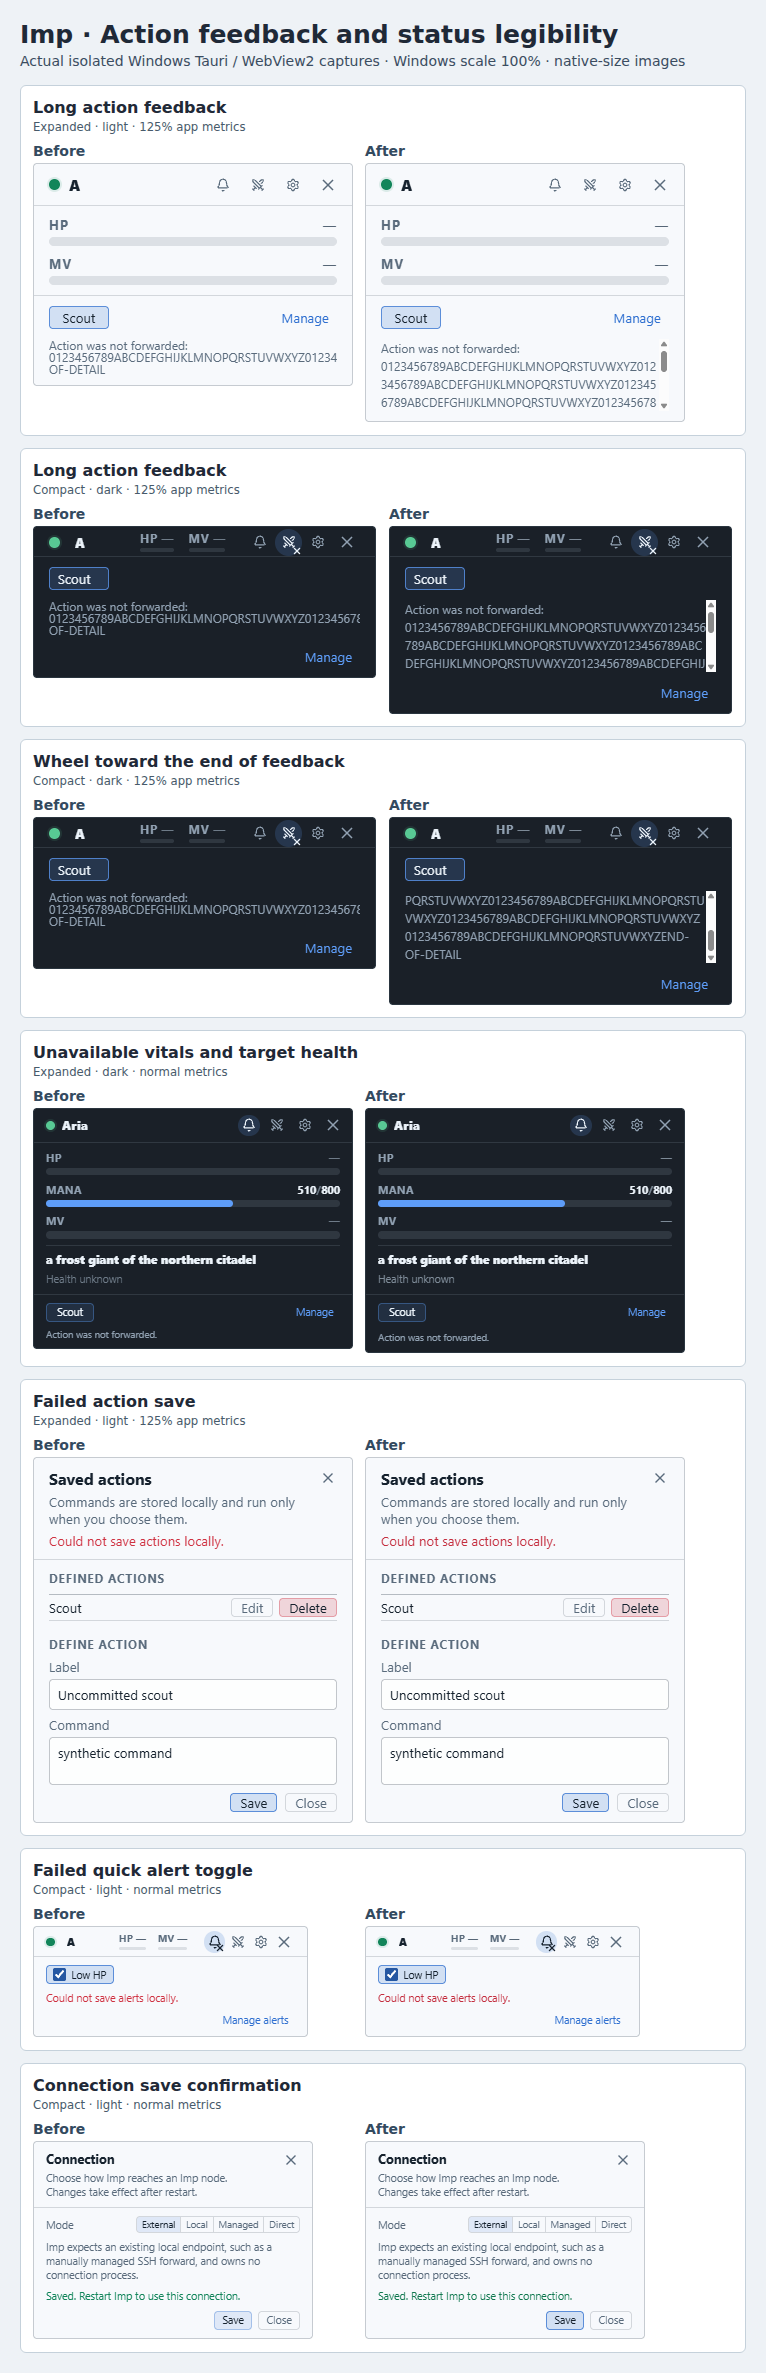 Imp · Action feedback and status legibility
Actual isolated Windows Tauri / WebView2 captures · Windows scale 100% · native-size images
Long action feedback
Expanded · light · 125% app metrics
Before
A
HP —
MV —
Scout Manage
Action was not forwarded:
0123456789ABCDEFGHIJKLMNOPQRSTUVWXYZ01234
OF-DETAIL
After
A
HP —
MV —
Scout Manage
Action was not forwarded:
0123456789ABCDEFGHIJKLMNOPQRSTUVWXYZ012
3456789ABCDEFGHIJKLMNOPQRSTUVWXYZ012345
6789ABCDEFGHIJKLMNOPQRSTUVWXYZ012345678
Long action feedback
Compact · dark · 125% app metrics
Before
A HP — MV —
Scout
Action was not forwarded:
0123456789ABCDEFGHIJKLMNOPQRSTUVWXYZ012345678
OF-DETAIL
Manage
After
A HP — MV —
Scout
Action was not forwarded:
0123456789ABCDEFGHIJKLMNOPQRSTUVWXYZ0123456
789ABCDEFGHIJKLMNOPQRSTUVWXYZ0123456789ABC
DEFGHIJKLMNOPQRSTUVWXYZ0123456789ABCDEFGHIJ
Manage
Wheel toward the end of feedback
Compact · dark · 125% app metrics
Before
A HP — MV —
Scout
Action was not forwarded:
0123456789ABCDEFGHIJKLMNOPQRSTUVWXYZ012345678
OF-DETAIL
Manage
After
A HP — MV —
Scout
PQRSTUVWXYZ0123456789ABCDEFGHIJKLMNOPQRSTU
VWXYZ0123456789ABCDEFGHIJKLMNOPQRSTUVWXYZ
0123456789ABCDEFGHIJKLMNOPQRSTUVWXYZEND-
OF-DETAIL
Manage
Unavailable vitals and target health
Expanded · dark · normal metrics
Before
Aria
HP —
MANA 510/800
MV —
a frost giant of the northern citadel
Health unknown
Scout Manage
Action was not forwarded.
After
Aria
HP —
MANA 510/800
MV —
a frost giant of the northern citadel
Health unknown
Scout Manage
Action was not forwarded.
Failed action save
Expanded · light · 125% app metrics
Before
Saved actions
Commands are stored locally and run only
when you choose them.
Could not save actions locally.
DEFINED ACTIONS
Scout Edit Delete
DEFINE ACTION
Label
Uncommitted scout
Command
synthetic command
Save Close
After
Saved actions
Commands are stored locally and run only
when you choose them.
Could not save actions locally.
DEFINED ACTIONS
Scout Edit Delete
DEFINE ACTION
Label
Uncommitted scout
Command
synthetic command
Save Close
Failed quick alert toggle
Compact · light · normal metrics
Before
A HP — MV —
Low HP
Could not save alerts locally.
Manage alerts
After
A HP — MV —
Low HP
Could not save alerts locally.
Manage alerts
Connection save confirmation
Compact · light · normal metrics
Before
Connection
Choose how Imp reaches an Imp node.
Changes take effect after restart.
Mode External Local Managed Direct
Imp expects an existing local endpoint, such as a
manually managed SSH forward, and owns no
connection process.
Saved. Restart Imp to use this connection.
Save Close
After
Connection
Choose how Imp reaches an Imp node.
Changes take effect after restart.
Mode External Local Managed Direct
Imp expects an existing local endpoint, such as a
manually managed SSH forward, and owns no
connection process.
Saved. Restart Imp to use this connection.
Save Close